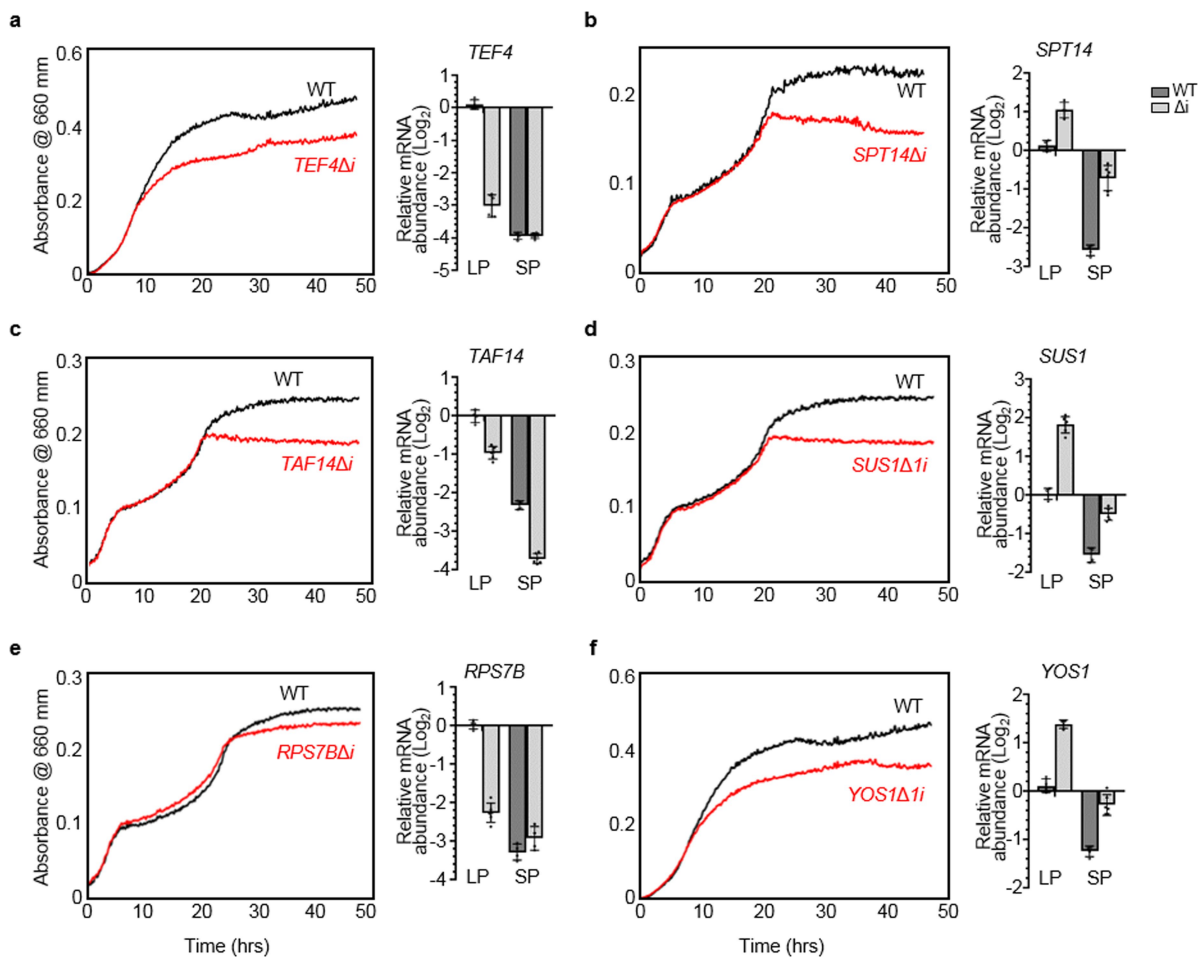 a
0.6
0.4
0.2
0
0
10
20
30
40
50
Absorbance @ 660 mm
WT
TEF4Δi
TEF4
1
0
-1
-2
-3
-4
-5
Relative mRNA
abundance (Log2)
LP
SP
b
0.2
0.1
0
0
10
20
30
40
50
WT
SPT14Δi
SPT14
2
1
0
-1
-2
-3
Relative mRNA
abundance (Log2)
LP
SP
WT
Δi
c
0.3
0.2
0.1
0
0
10
20
30
40
50
Absorbance @ 660 mm
WT
TAF14Δi
TAF14
1
0
-1
-2
-3
-4
Relative mRNA
abundance (Log2)
LP
SP
d
0.3
0.2
0.1
0
0
10
20
30
40
50
WT
SUS1Δ1i
SUS1
3
2
1
0
-1
-2
Relative mRNA
abundance (Log2)
LP
SP
e
0.3
0.2
0.1
0
0
10
20
30
40
50
Absorbance @ 660 mm
Time (hrs)
WT
RPS7BΔi
RPS7B
1
0
-1
-2
-3
-4
Relative mRNA
abundance (Log2)
LP
SP
f
0.6
0.4
0.2
0
0
10
20
30
40
50
Time (hrs)
WT
YOS1Δ1i
YOS1
2
1
0
-1
-2
Relative mRNA
abundance (Log2)
LP
SP